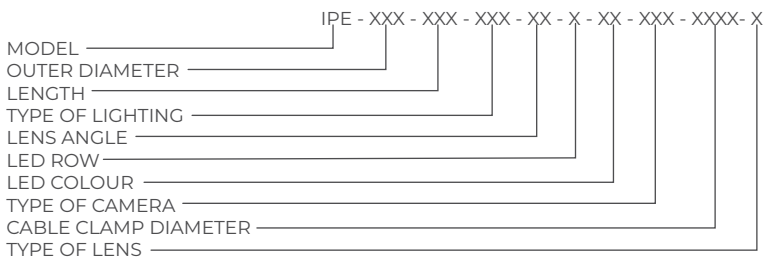 IPE - XXX - XXX - XXX - XX - X - XX - XXX - XXXX- X
MODEL
OUTER DIAMETER
LENGTH
TYPE OF LIGHTING
LENS ANGLE
LED ROW
LED COLOUR
TYPE OF CAMERA
CABLE CLAMP DIAMETER
TYPE OF LENS